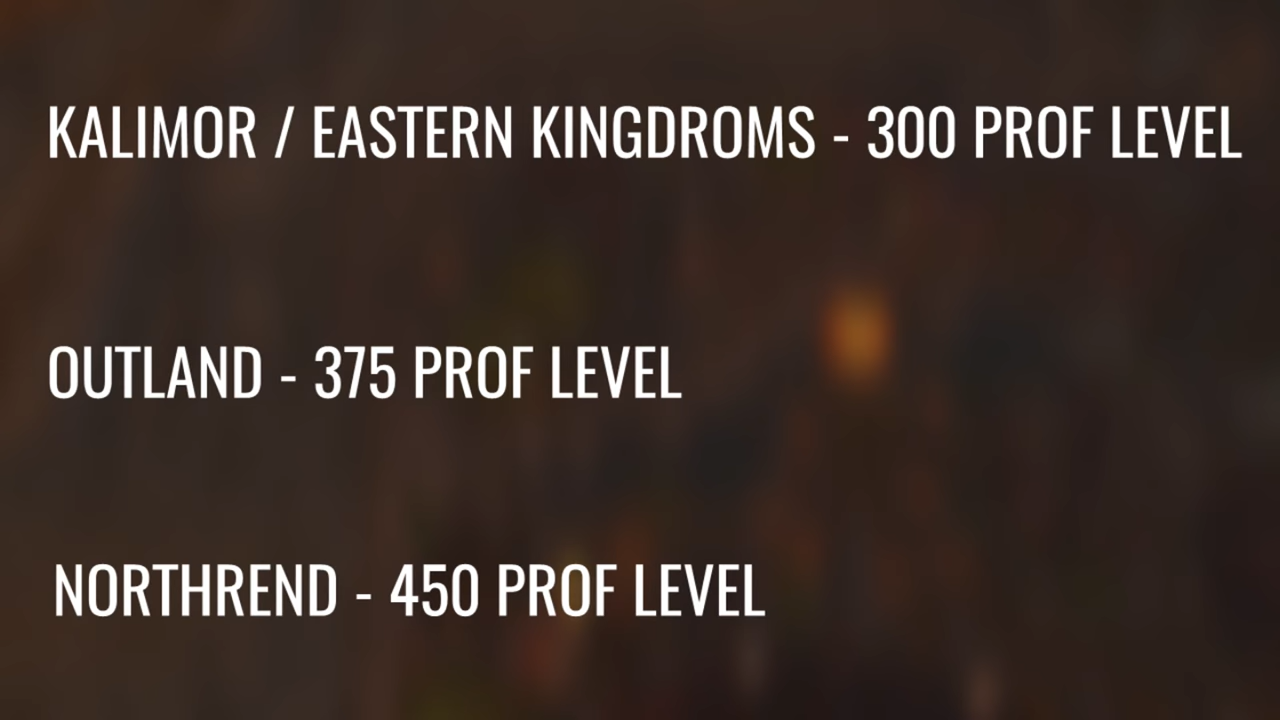 KALIMOR / EASTERN KINGDROMS - 300 PROF LEVEL
OUTLAND - 375 PROF LEVEL
NORTHREND - 450 PROF LEVEL